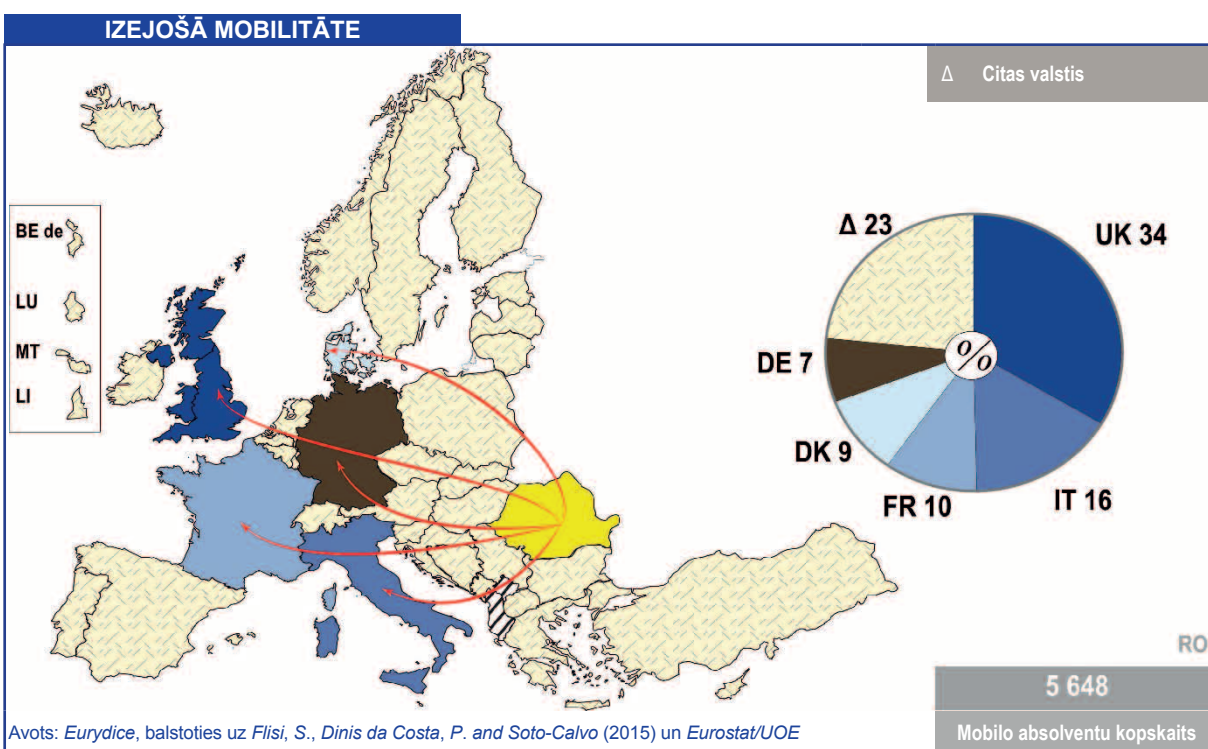 IZEJOŠĀ MOBILITĀTE
Δ Citas valstis
BE de
LU
MT
LI
Δ 23
UK 34
DE 7
%
DK 9
FR 10
IT 16
RO
5 648
Mobilo absolventu kopskaits
Avots: Eurydice, balstoties uz Flisi, S., Dinis da Costa, P. and Soto-Calvo (2015) un Eurostat/UOE